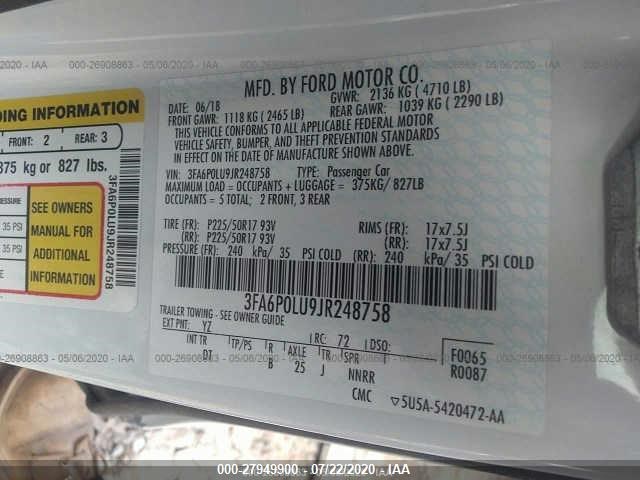 000-26908863 - 05/06/2020 - IAA
MFD. BY FORD MOTOR CO.
DATE: 06/18 GVWR: 2136 KG ( 4710 LB)
FRONT GAWR: 1118 KG ( 2465 LB) REAR GAWR: 1039 KG ( 2290 LB)
THIS VEHICLE CONFORMS TO ALL APPLICABLE FEDERAL MOTOR
VEHICLE SAFETY, BUMPER, AND THEFT PREVENTION STANDARDS
IN EFFECT ON THE DATE OF MANUFACTURE SHOWN ABOVE.
VIN: 3FA6P0LU9JR248758 TYPE: Passenger Car
MAXIMUM LOAD = OCCUPANTS + LUGGAGE = 375KG/ 827LB
OCCUPANTS = 5 TOTAL; 2 FRONT, 3 REAR
TIRE (FR): P225/50R17 93V RIMS (FR): 17x7.5J
(RR): P225/50R17 93V (RR): 17x7.5J
PRESSURE (FR): 240 kPa/ 35 PSI COLD (RR): 240 kPa/ 35 PSI COLD
3FA6P0LU9JR248758
TRAILER TOWING - SEE OWNER GUIDE
EXT PNT: YZ RC: 72 DSO:
INT TR TP/PS R AXLE TR SPR
DT B 25 J NNRR
CMC
F0065
R0087
5U5A-5420472-AA
DING INFORMATION
FRONT: 2 REAR: 3
375 kg or 827 lbs.
PRESSURE
35 PSI
35 PSI
SEE OWNERS
MANUAL FOR
ADDITIONAL
INFORMATION
3FA6P0LU9JR248758
000-26908863 - 05/06/2020 - IAA
000-27949900 - 07/22/2020 - IAA